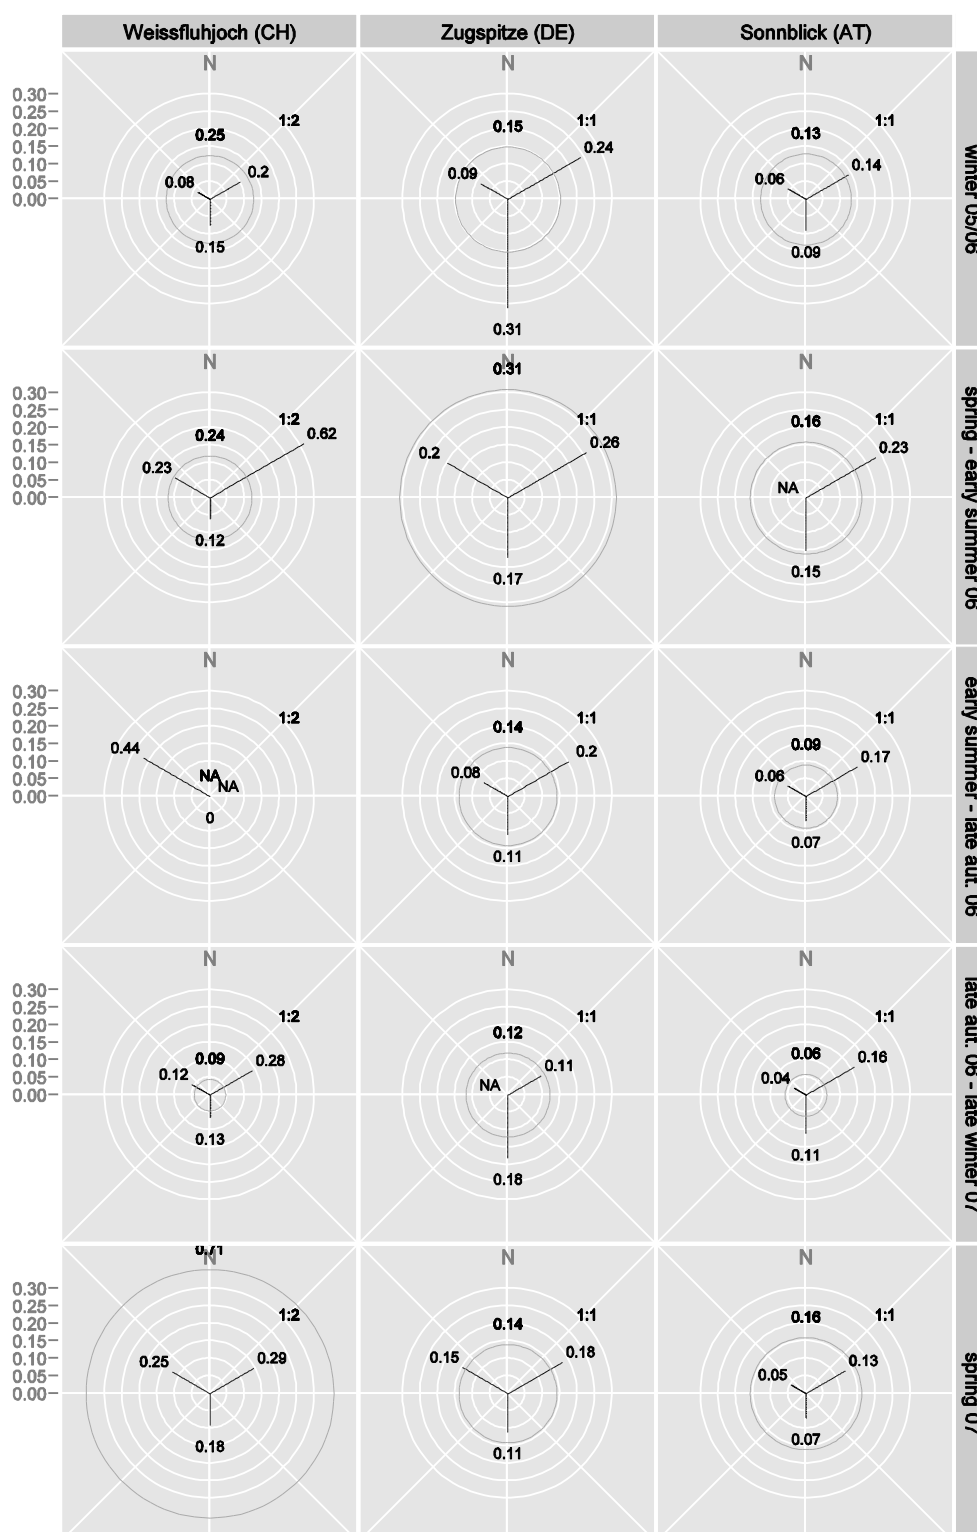 Weissfluhjoch (CH) Zugspitze (DE) Sonnblick (AT)
winter 05/06
N N N
0.30
0.25
0.20
0.15
0.10
0.05
0.00
1:2 1:1 1:1
0.25 0.15 0.13
0.08 0.2 0.09 0.24 0.06 0.14
0.15 0.31 0.09
spring - early summer 06
N N N
0.30
0.25
0.20
0.15
0.10
0.05
0.00
1:2 1:1 1:1
0.24 0.31 0.16
0.23 0.62 0.2 0.26 NA 0.23
0.12 0.17 0.15
early summer - late aut. 06
N N N
0.30
0.25
0.20
0.15
0.10
0.05
0.00
1:2 1:1 1:1
NA 0.14 0.09
0.44 NA 0.08 0.2 0.06 0.17
0 0.11 0.07
late aut. 06 - late winter 07
N N N
0.30
0.25
0.20
0.15
0.10
0.05
0.00
1:2 1:1 1:1
0.09 0.12 0.06
0.12 0.28 NA 0.11 0.04 0.16
0.13 0.18 0.11
spring 07
N N N
0.30
0.25
0.20
0.15
0.10
0.05
0.00
1:2 1:1 1:1
0.71 0.14 0.16
0.25 0.29 0.15 0.18 0.05 0.13
0.18 0.11 0.07